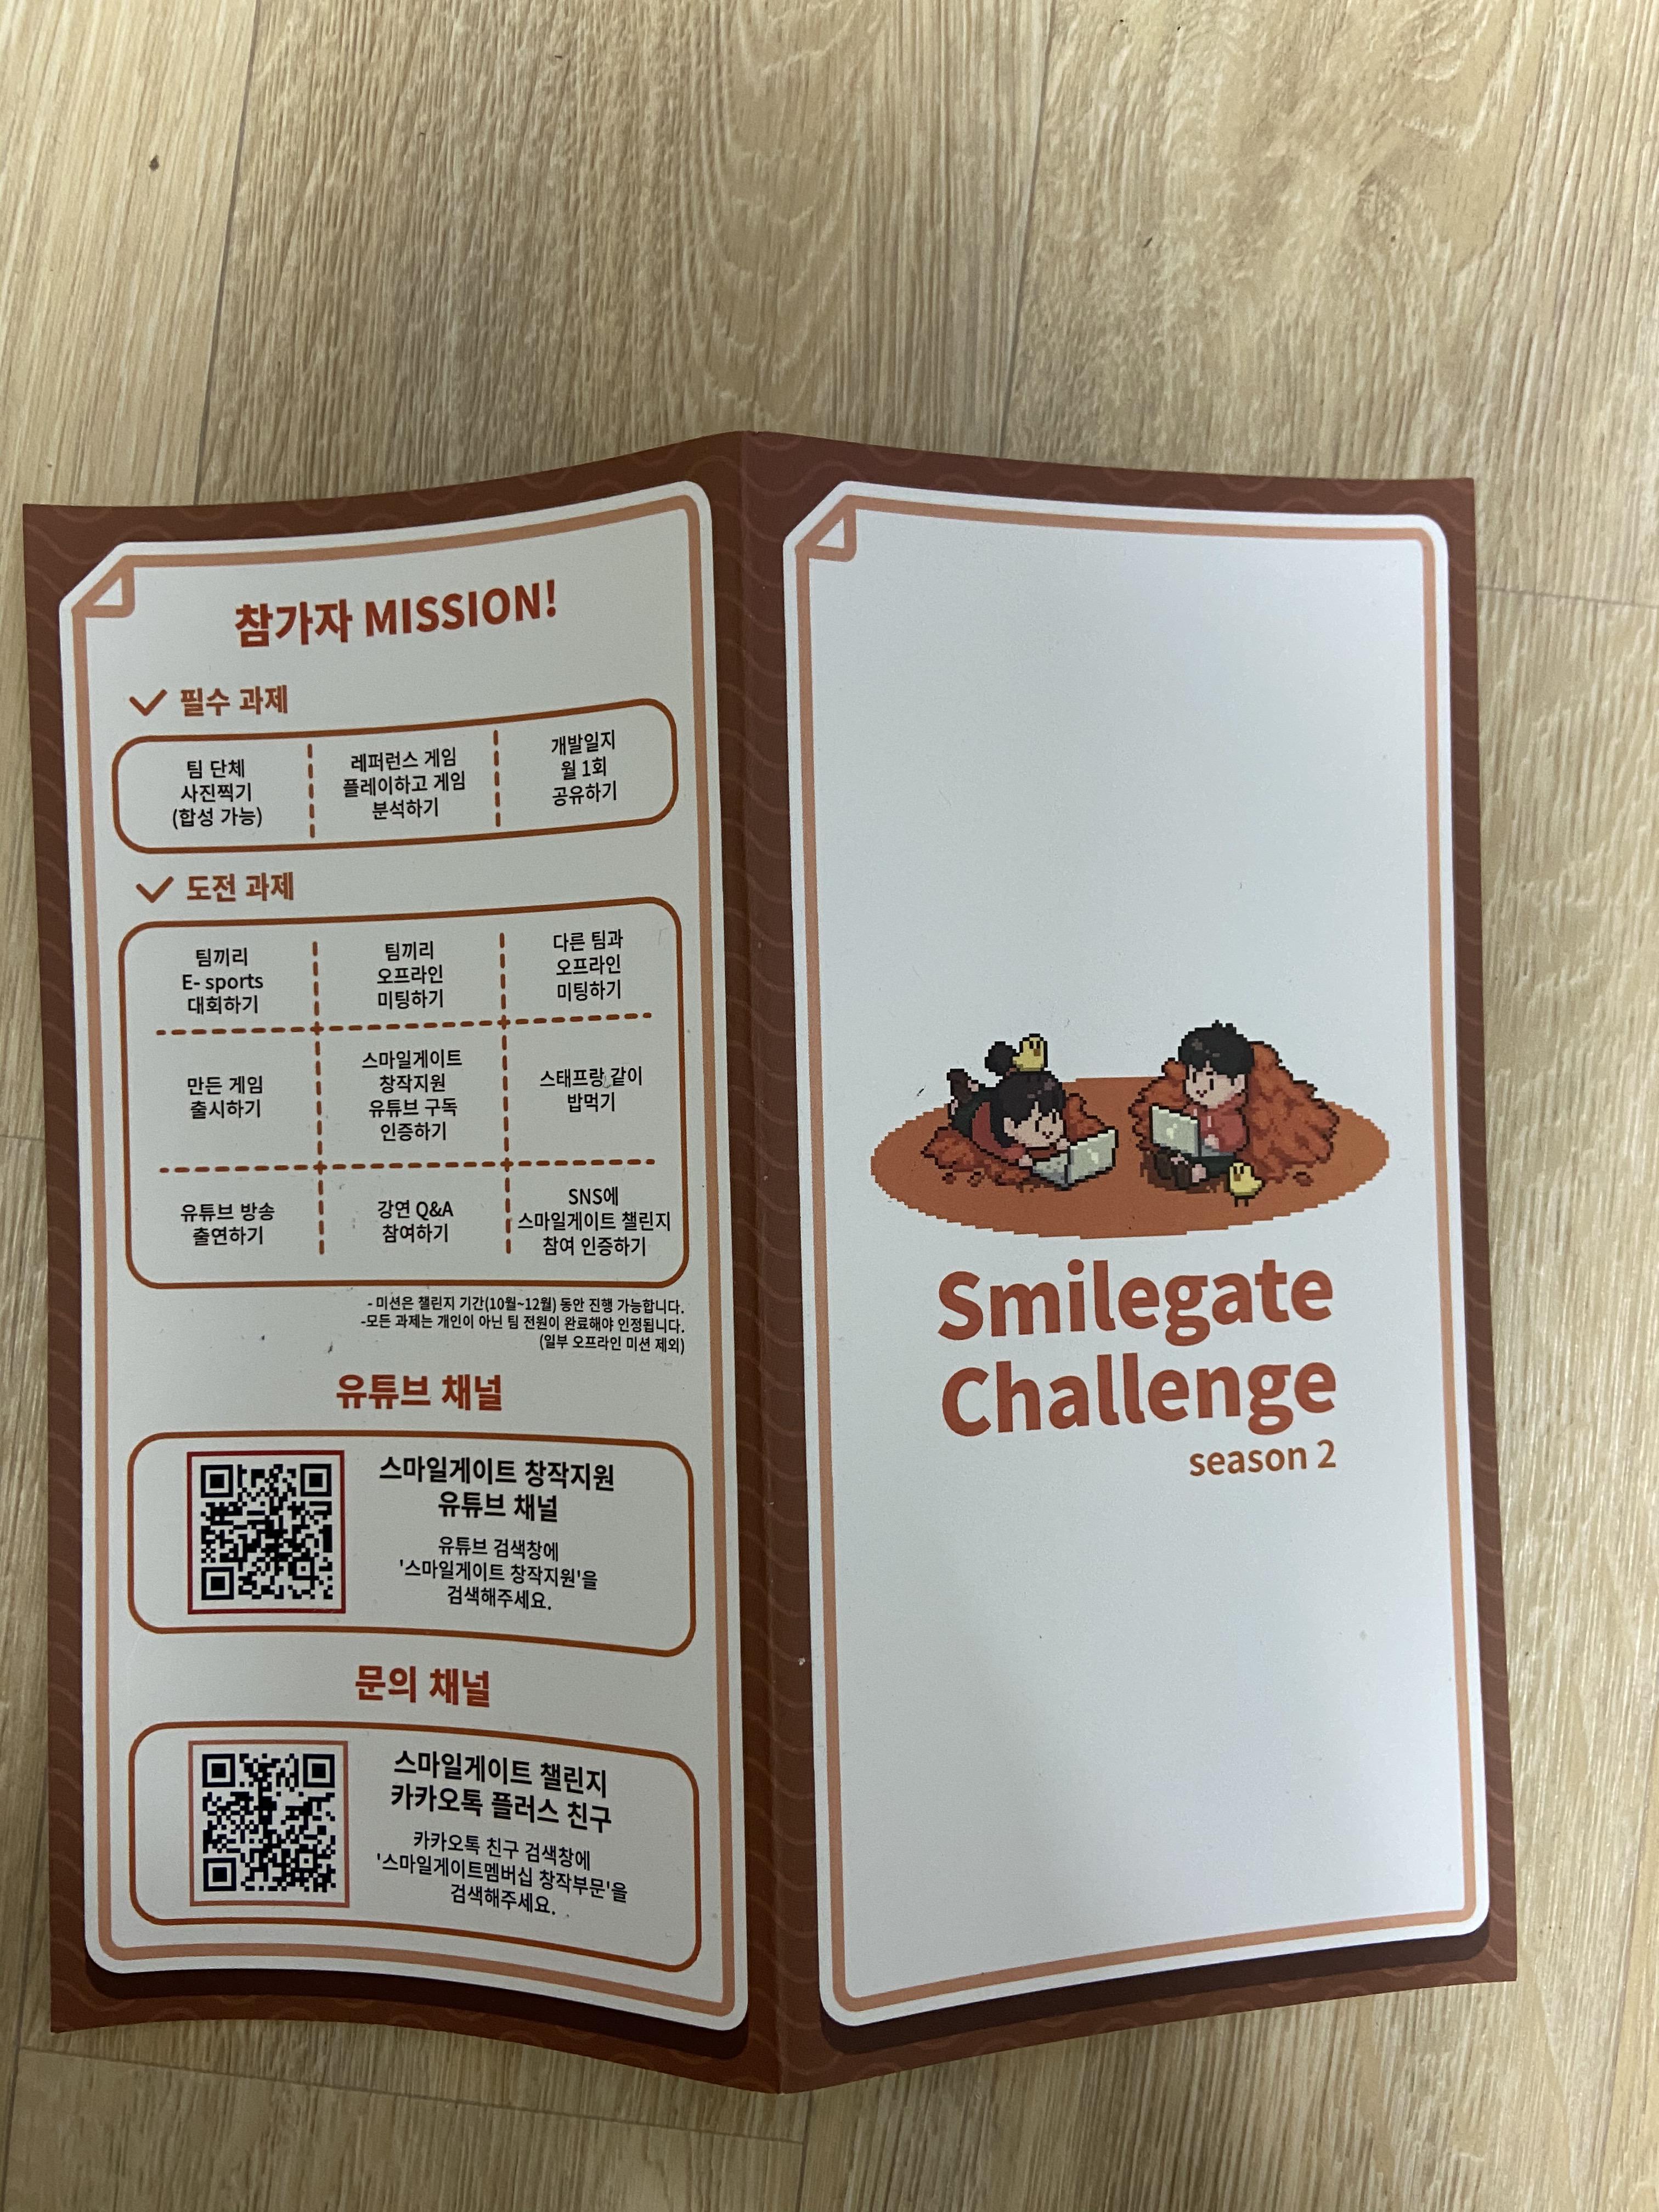 참가자 MISSION!
필수 과제
팀 단체
사진찍기
(합성 가능)
레퍼런스 게임
플레이하고 게임
분석하기
개발일지
월 1회
공유하기
도전 과제
팀끼리
E- sports
대회하기
팀끼리
오프라인
미팅하기
다른 팀과
오프라인
미팅하기
만든 게임
출시하기
스마일게이트
창작지원
유튜브 구독
인증하기
스태프랑 같이
밥먹기
유튜브 방송
출연하기
강연 Q&A
참여하기
SNS에
스마일게이트 챌린지
참여 인증하기
- 미션은 챌린지 기간(10월~12월) 동안 진행 가능합니다.
-모든 과제는 개인이 아닌 팀 전원이 완료해야 인정됩니다.
(일부 오프라인 미션 제외)
유튜브 채널
스마일게이트 창작지원
유튜브 채널
유튜브 검색창에
'스마일게이트 창작지원'을
검색해주세요.
문의 채널
스마일게이트 챌린지
카카오톡 플러스 친구
카카오톡 친구 검색창에
'스마일게이트멤버십 창작부문'을
검색해주세요.
Smilegate
Challenge
season 2